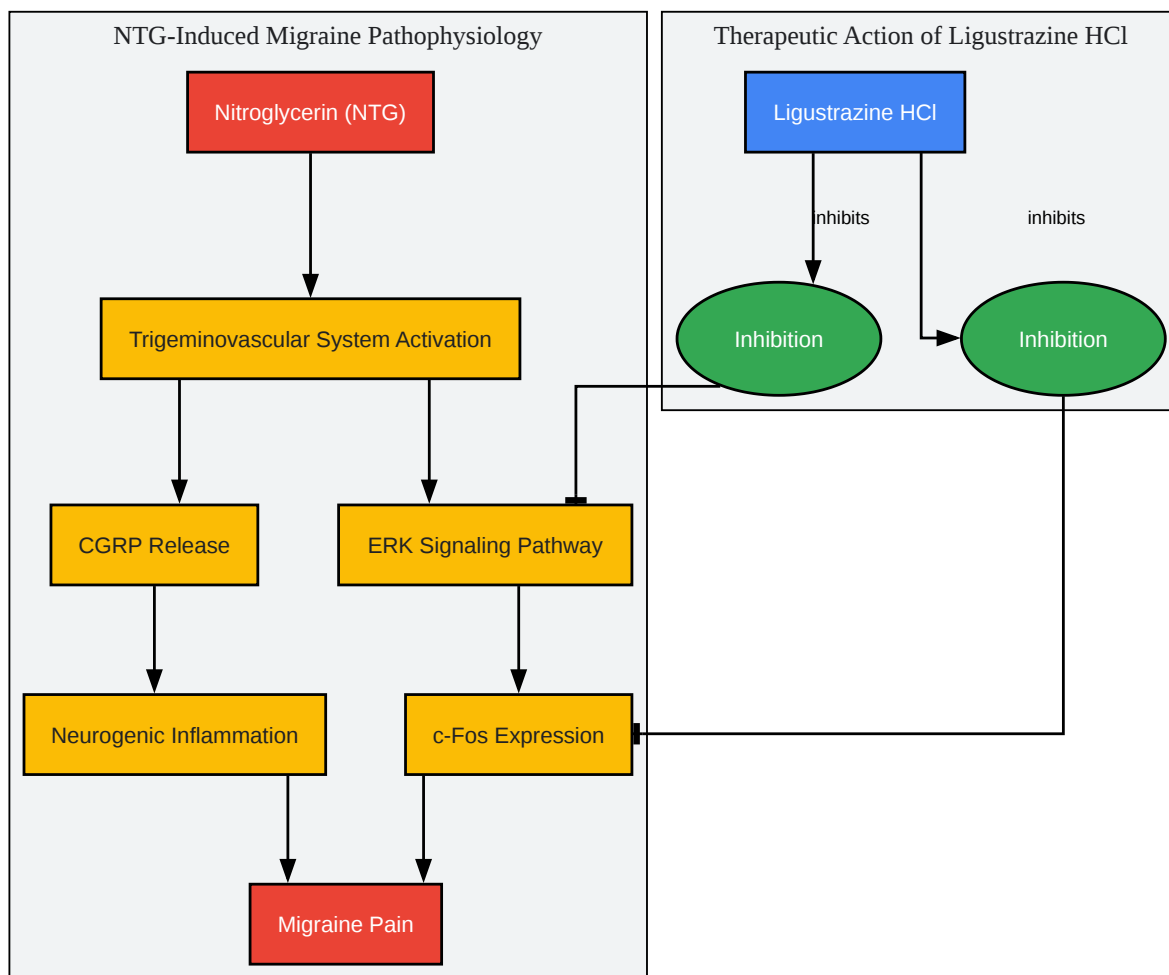 NTG-Induced Migraine Pathophysiology
Therapeutic Action of Ligustrazine HCl
Nitroglycerin (NTG)
Ligustrazine HCl
inhibits
inhibits
Trigeminovascular System Activation
Inhibition
Inhibition
CGRP Release
ERK Signaling Pathway
Neurogenic Inflammation
c-Fos Expression
Migraine Pain